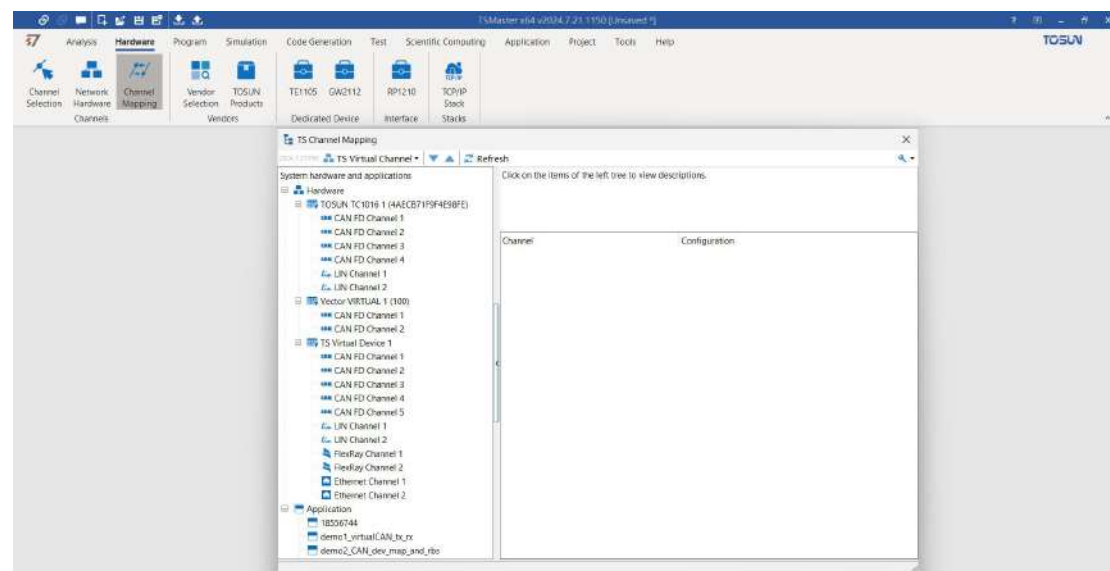 TSMaster x64 v2024.7.21.1150 [Unsaved *]
Analysis Hardware Program Simulation Code Generation Test Scientific Computing Application Project Tools Help
TOSUN
Channel Selection
Network Hardware
Channel Mapping
Vendor Selection
TOSUN Products
TE1105
GW2112
RP1210
TCP/IP Stack
Channels
Vendors
Dedicated Device
Interface
Stacks
TS Channel Mapping
TS Virtual Channel
Refresh
System hardware and applications
Click on the items of the left tree to view descriptions.
Hardware
TOSUN TC1016 1 (4AECB71F9F4E98FE)
CAN FD Channel 1
CAN FD Channel 2
CAN FD Channel 3
CAN FD Channel 4
LIN Channel 1
LIN Channel 2
Vector VIRTUAL 1 (100)
CAN FD Channel 1
CAN FD Channel 2
TS Virtual Device 1
CAN FD Channel 1
CAN FD Channel 2
CAN FD Channel 3
CAN FD Channel 4
CAN FD Channel 5
LIN Channel 1
LIN Channel 2
FlexRay Channel 1
FlexRay Channel 2
Ethernet Channel 1
Ethernet Channel 2
Application
18556744
demo1_virtualCAN_tx_rx
demo2_CAN_dev_map_and_rbs
Channel Configuration